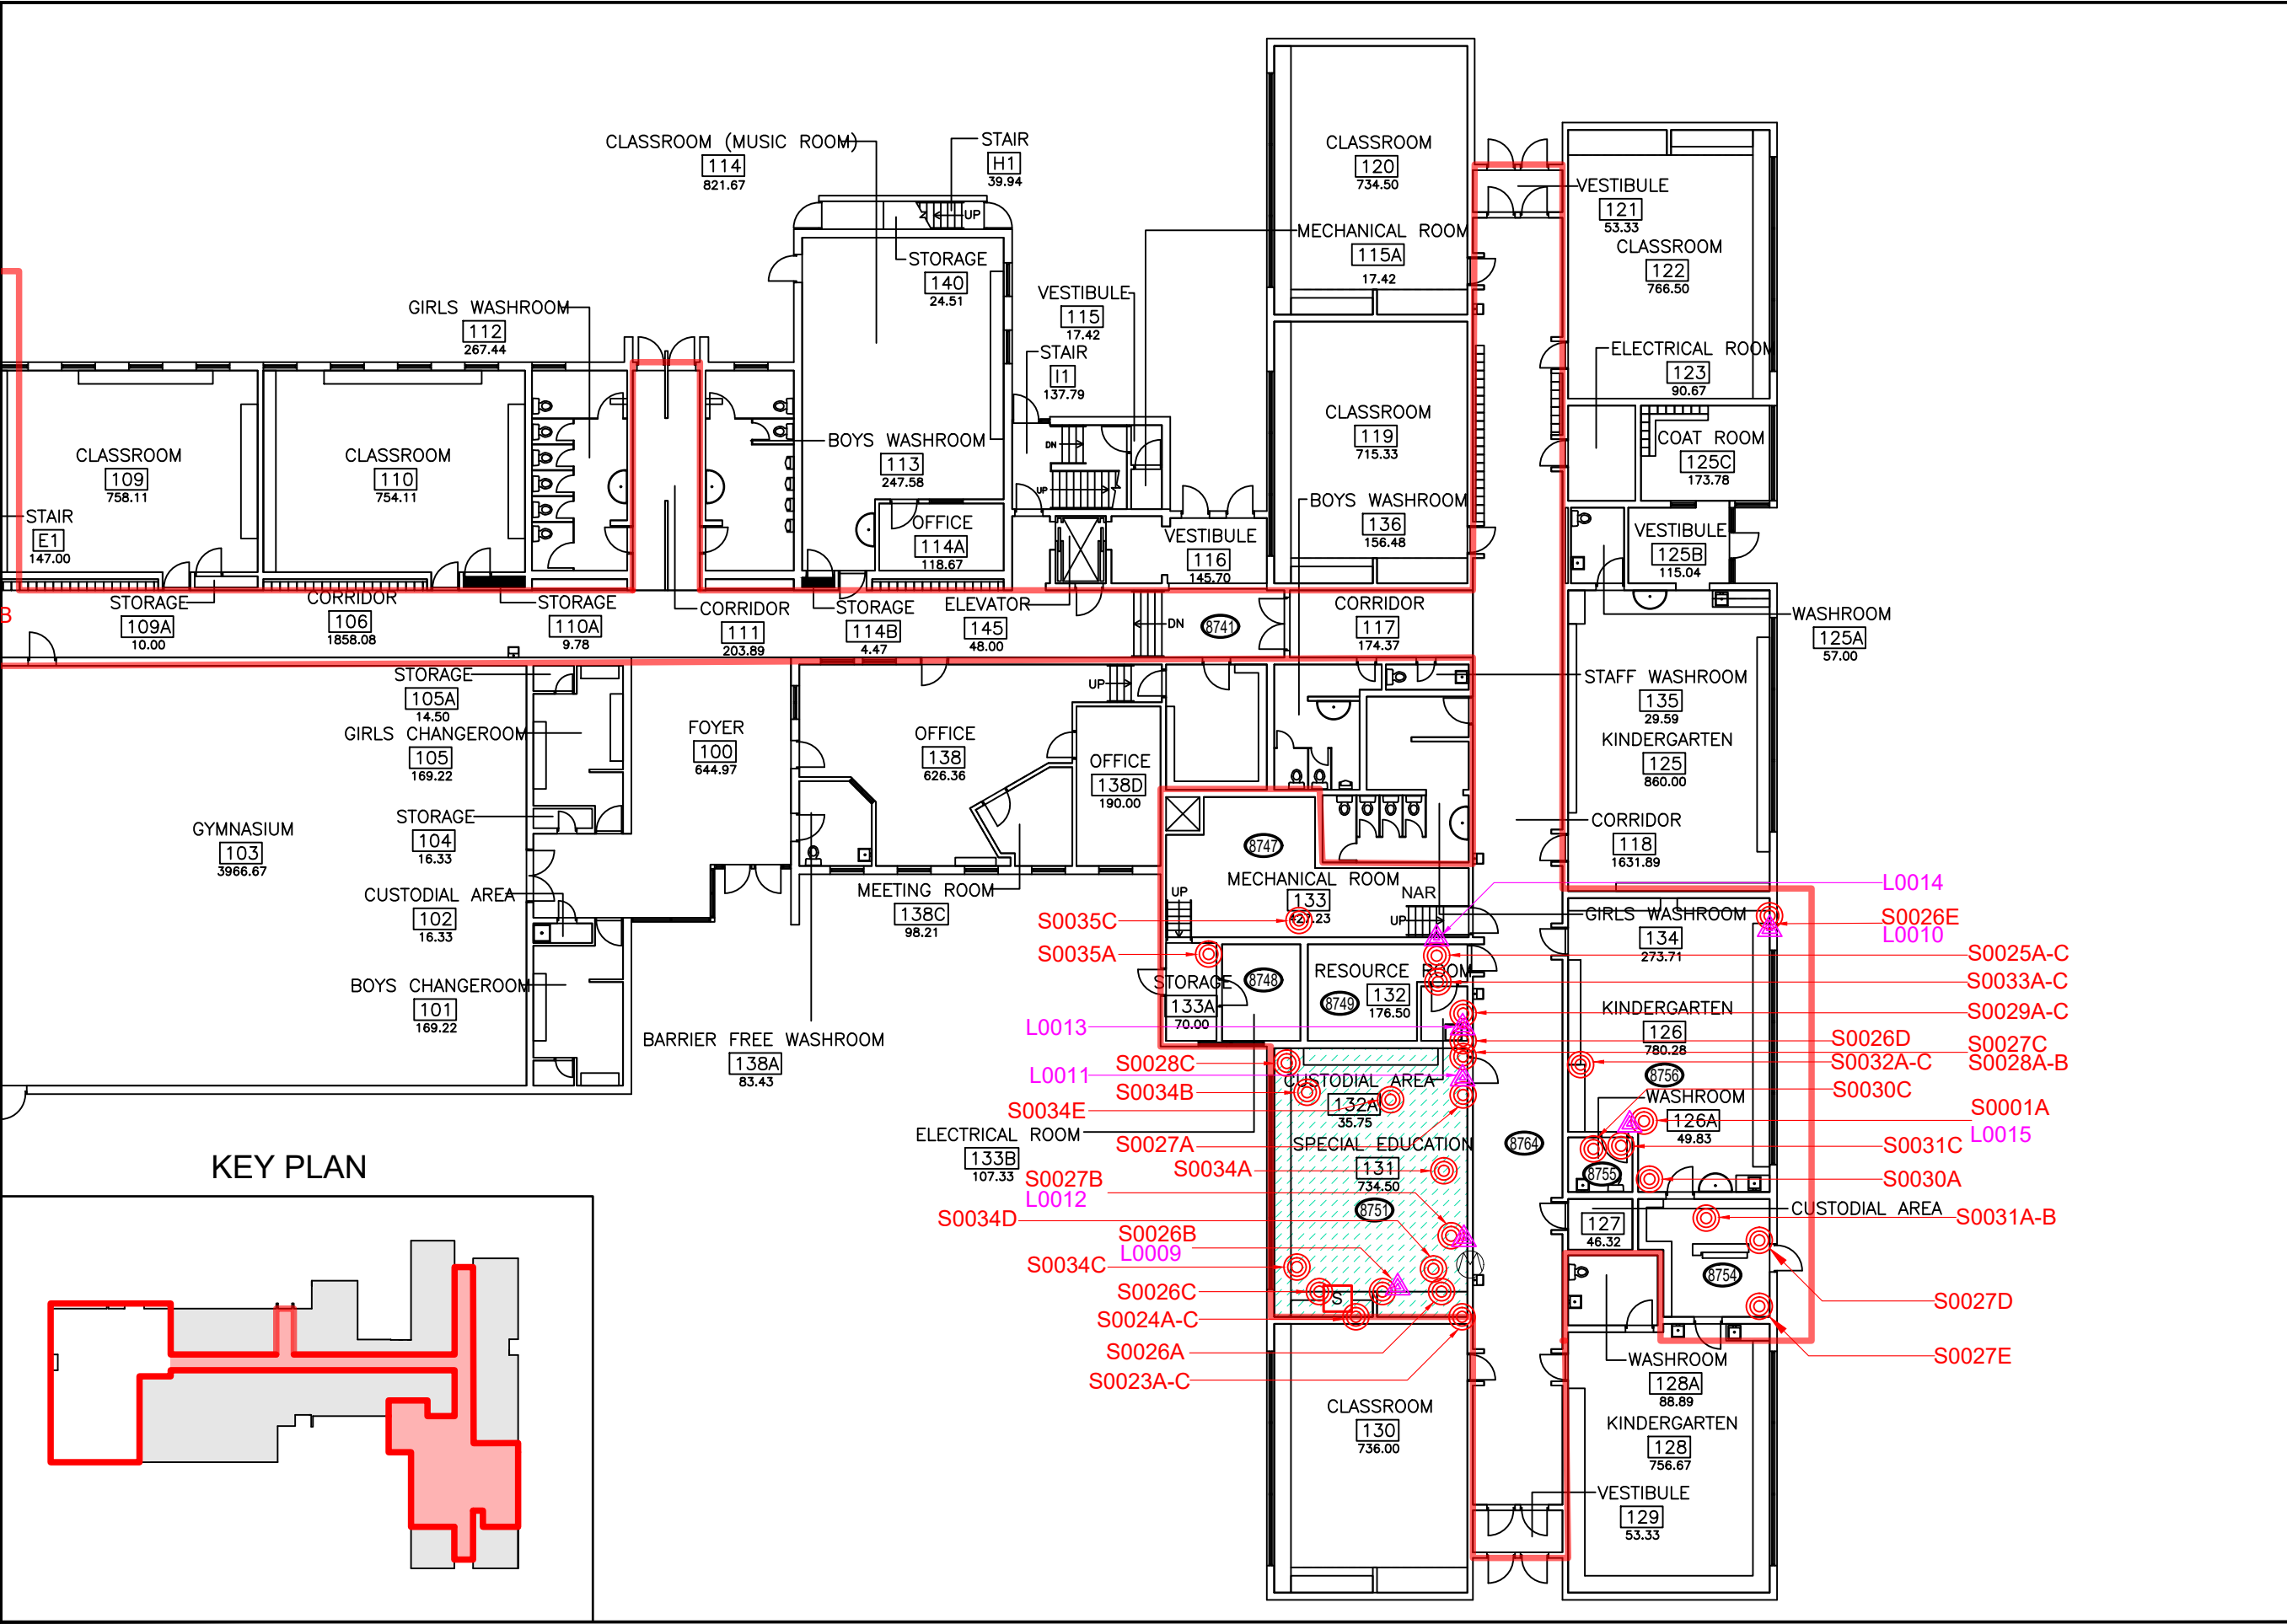 CLASSROOM (MUSIC ROOM)
114
821.67
STAIR
H1
39.94
UP
STORAGE
140
24.51
CLASSROOM
120
734.50
MECHANICAL ROOM
115A
17.42
VESTIBULE
121
53.33
CLASSROOM
122
766.50
GIRLS WASHROOM
112
267.44
VESTIBULE
115
17.42
STAIR
I1
137.79
DN
UP
ELECTRICAL ROOM
123
90.67
CLASSROOM
109
758.11
CLASSROOM
110
754.11
BOYS WASHROOM
113
247.58
CLASSROOM
119
715.33
COAT ROOM
125C
173.78
STAIR
E1
147.00
OFFICE
114A
118.67
VESTIBULE
116
145.70
BOYS WASHROOM
136
156.48
VESTIBULE
125B
115.04
B
STORAGE
109A
10.00
CORRIDOR
106
1858.08
STORAGE
110A
9.78
CORRIDOR
111
203.89
STORAGE
114B
4.47
ELEVATOR
145
48.00
DN
8741
CORRIDOR
117
174.37
WASHROOM
125A
57.00
STORAGE
105A
14.50
GIRLS CHANGEROOM
105
169.22
FOYER
100
644.97
OFFICE
138
626.36
UP
OFFICE
138D
190.00
STAFF WASHROOM
135
29.59
KINDERGARTEN
125
860.00
GYMNASIUM
103
3966.67
STORAGE
104
16.33
CORRIDOR
118
1631.89
CUSTODIAL AREA
102
16.33
MEETING ROOM
138C
98.21
8747
UP
MECHANICAL ROOM
133
427.23
NAR
UP
L0014
GIRLS WASHROOM
134
273.71
S0026E
L0010
S0035C
S0035A
S0025A-C
BOYS CHANGEROOM
101
169.22
STORAGE
133A
70.00
8748
RESOURCE ROOM
8749
132
176.50
S0033A-C
S0029A-C
BARRIER FREE WASHROOM
138A
83.43
L0013
KINDERGARTEN
126
780.28
8756
S0026D
S0027C
S0032A-C
S0028A-B
S0028C
L0011
S0034B
S0034E
CUSTODIAL AREA
132A
35.75
WASHROOM
126A
49.83
S0030C
S0001A
L0015
ELECTRICAL ROOM
133B
107.33
S0027A
SPECIAL EDUCATION
131
734.50
8751
8764
S0031C
8755
S0034A
S0027B
L0012
S0030A
S0034D
CUSTODIAL AREA
127
46.32
S0031A-B
S0026B
L0009
S0034C
8754
S0026C
S
S0027D
S0024A-C
S0026A
S0027E
S0023A-C
WASHROOM
128A
88.89
CLASSROOM
130
736.00
KINDERGARTEN
128
756.67
VESTIBULE
129
53.33
KEY PLAN